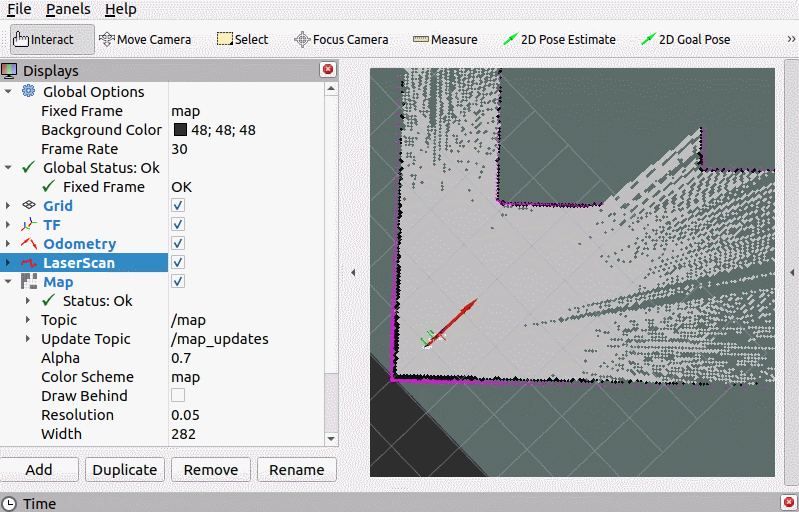 File Panels Help
Interact Move Camera Select Focus Camera Measure 2D Pose Estimate 2D Goal Pose »
Displays
Global Options
Fixed Frame map
Background Color 48; 48; 48
Frame Rate 30
Global Status: Ok
Fixed Frame OK
Grid
TF
Odometry
LaserScan
Map
Status: Ok
Topic /map
Update Topic /map_updates
Alpha 0.7
Color Scheme map
Draw Behind
Resolution 0.05
Width 282
Add Duplicate Remove Rename
Time